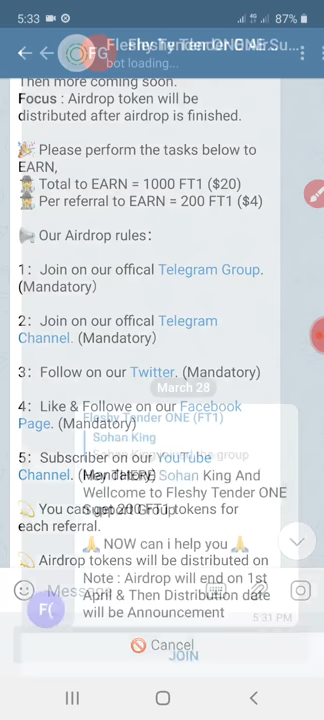 5:33
87%
FG
bot loading...
Then more coming soon.
Focus : Airdrop token will be
distributed after airdrop is finished.
🎉 Please perform the tasks below to
EARN,
Total to EARN = 1000 FT1 ($20)
Per referral to EARN = 200 FT1 ($4)
Our Airdrop rules:
1: Join on our offical Telegram Group.
(Mandatory)
2: Join on our offical Telegram
Channel. (Mandatory)
3: Follow on our Twitter. (Mandatory)
March 28
4: Like & Followe on our Facebook
Page. (Mandatory)
Fleshy Tender ONE (FT1)
Sohan King
5: Subscriber on our YouTube
Channel. (Mandatory)
Sohan King And
Welcome to Fleshy Tender ONE
Support Group
💫 You can get 200 FT1 tokens for
each referral.
🙏 NOW can i help you 🙏
💫 Airdrop tokens will be distributed on
Note : Airdrop will end on 1st
April & Then Distribution date
will be Announcement
5:31 PM
Message
F(
🚫 Cancel
JOIN